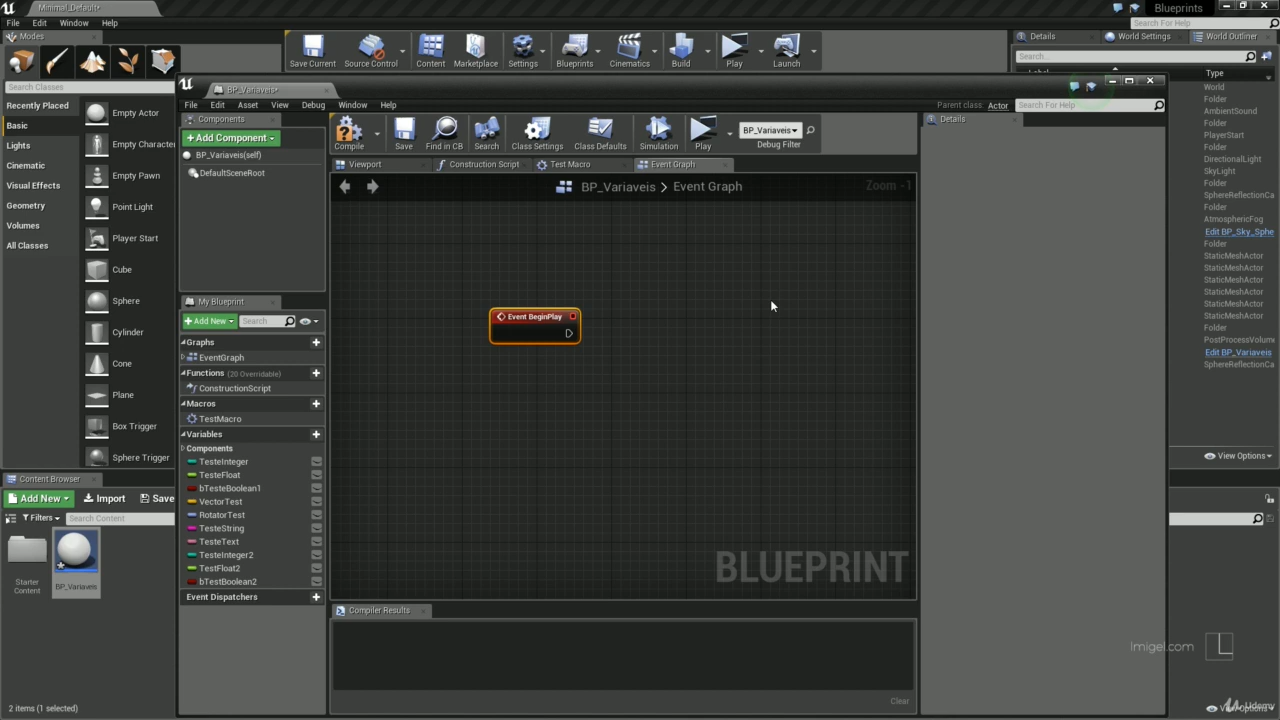 Minimal_Default*
Blueprints
File Edit Window Help
Search For Help
Modes
Save Current Source Control Content Marketplace Settings Blueprints Cinematics Build Play Launch
Details World Settings World Outliner
Search Classes
Search...
Label Type
Recently Placed
Basic
Lights
Cinematic
Visual Effects
Geometry
Volumes
All Classes
Empty Actor
Empty Character
Empty Pawn
Point Light
Player Start
Cube
Sphere
Cylinder
Cone
Plane
Box Trigger
Sphere Trigger
BP_Variaveis*
File Edit Asset View Debug Window Help
Parent class: Actor
Search For Help
Components
+Add Component
BP_Variaveis(self)
DefaultSceneRoot
Compile Save Find in CB Search Class Settings Class Defaults Simulation Play
BP_Variaveis
Debug Filter
Details
Viewport Construction Script Test Macro Event Graph
BP_Variaveis > Event Graph
Zoom -1
Event BeginPlay
BLUEPRINT
My Blueprint
+Add New Search
Graphs
EventGraph
Functions (20 Overridable)
ConstructionScript
Macros
TestMacro
Variables
Components
TesteInteger
TesteFloat
bTesteBoolean1
VectorTest
RotatorTest
TesteString
TesteText
TesteInteger2
TestFloat2
bTestBoolean2
Event Dispatchers
Compiler Results
Clear
World
Folder
AmbientSound
Folder
PlayerStart
Folder
DirectionalLight
SkyLight
Folder
SphereReflectionCa
Folder
AtmosphericFog
Edit BP_Sky_Sphe
Folder
StaticMeshActor
StaticMeshActor
StaticMeshActor
StaticMeshActor
StaticMeshActor
StaticMeshActor
Folder
PostProcessVolume
Edit BP_Variaveis
SphereReflectionCa
View Options
Content Browser
Add New Import Save
Filters Search Content
Starter
Content
BP_Variaveis
2 items (1 selected)
Imigel.com
View Options
Udemy